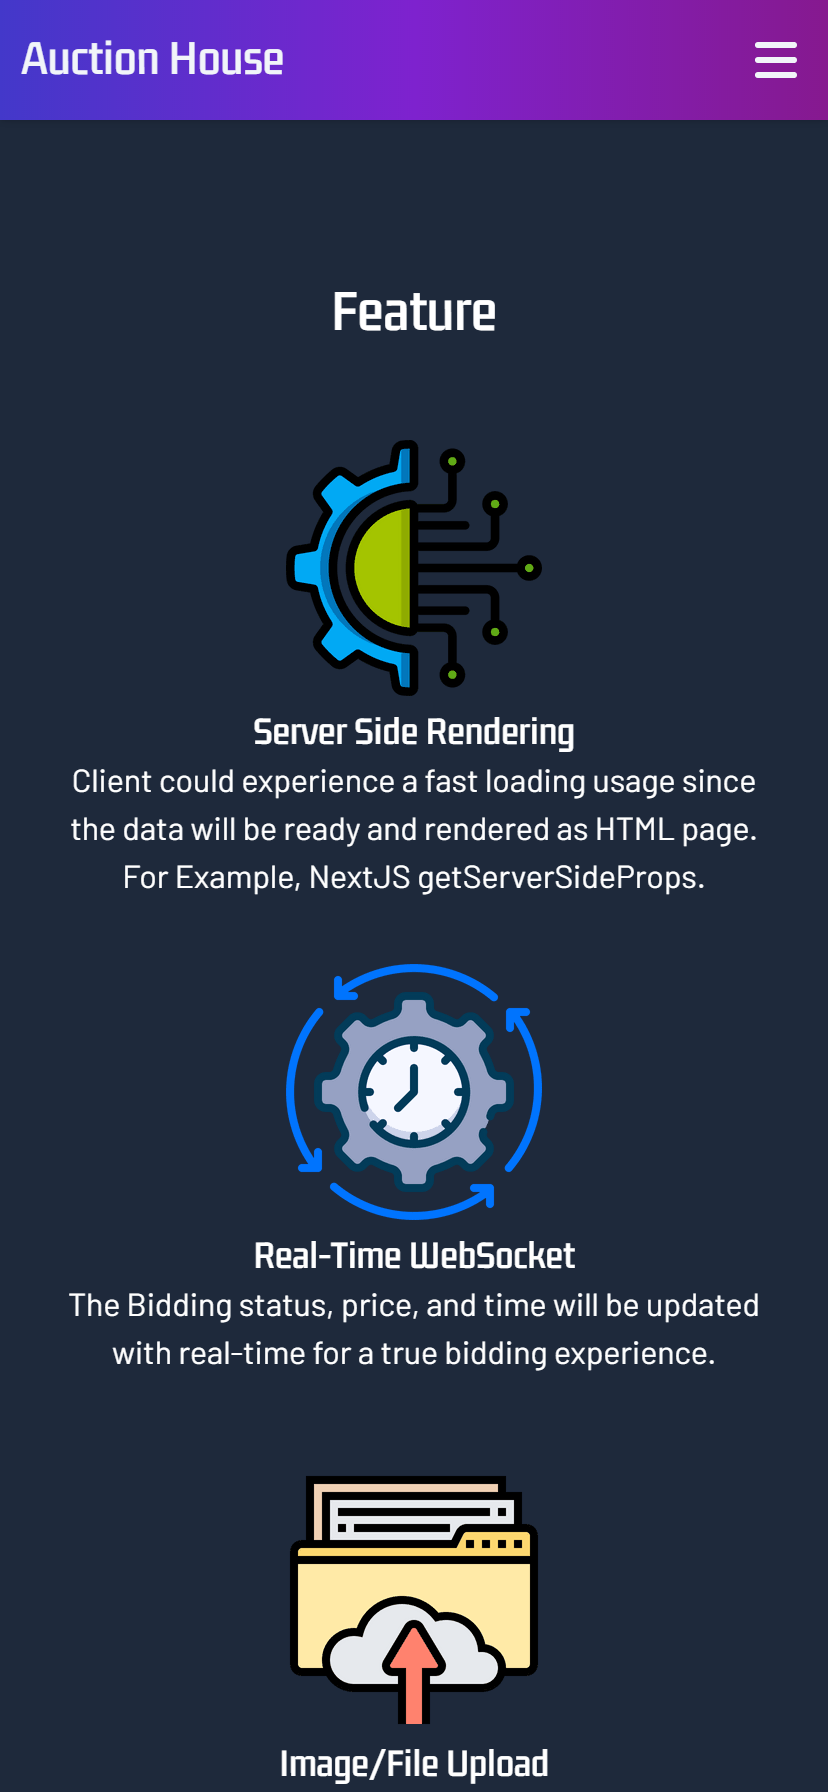 Auction House
Feature
Server Side Rendering
Client could experience a fast loading usage since
the data will be ready and rendered as HTML page.
For Example, NextJS getServerSideProps.
Real-Time WebSocket
The Bidding status, price, and time will be updated
with real-time for a true bidding experience.
Image/File Upload